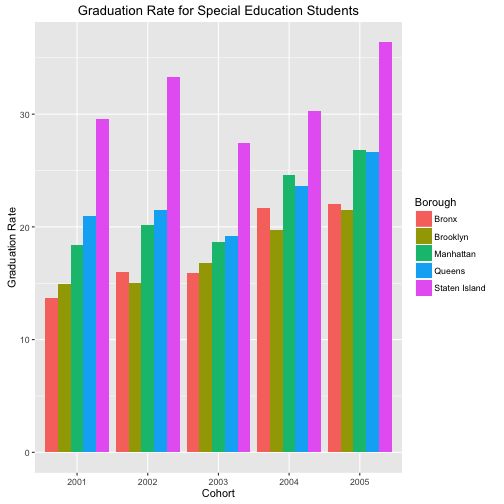 Graduation Rate for Special Education Students
Graduation Rate
30
20
10
0
2001 2002 2003 2004 2005
Cohort
Borough
Bronx
Brooklyn
Manhattan
Queens
Staten Island